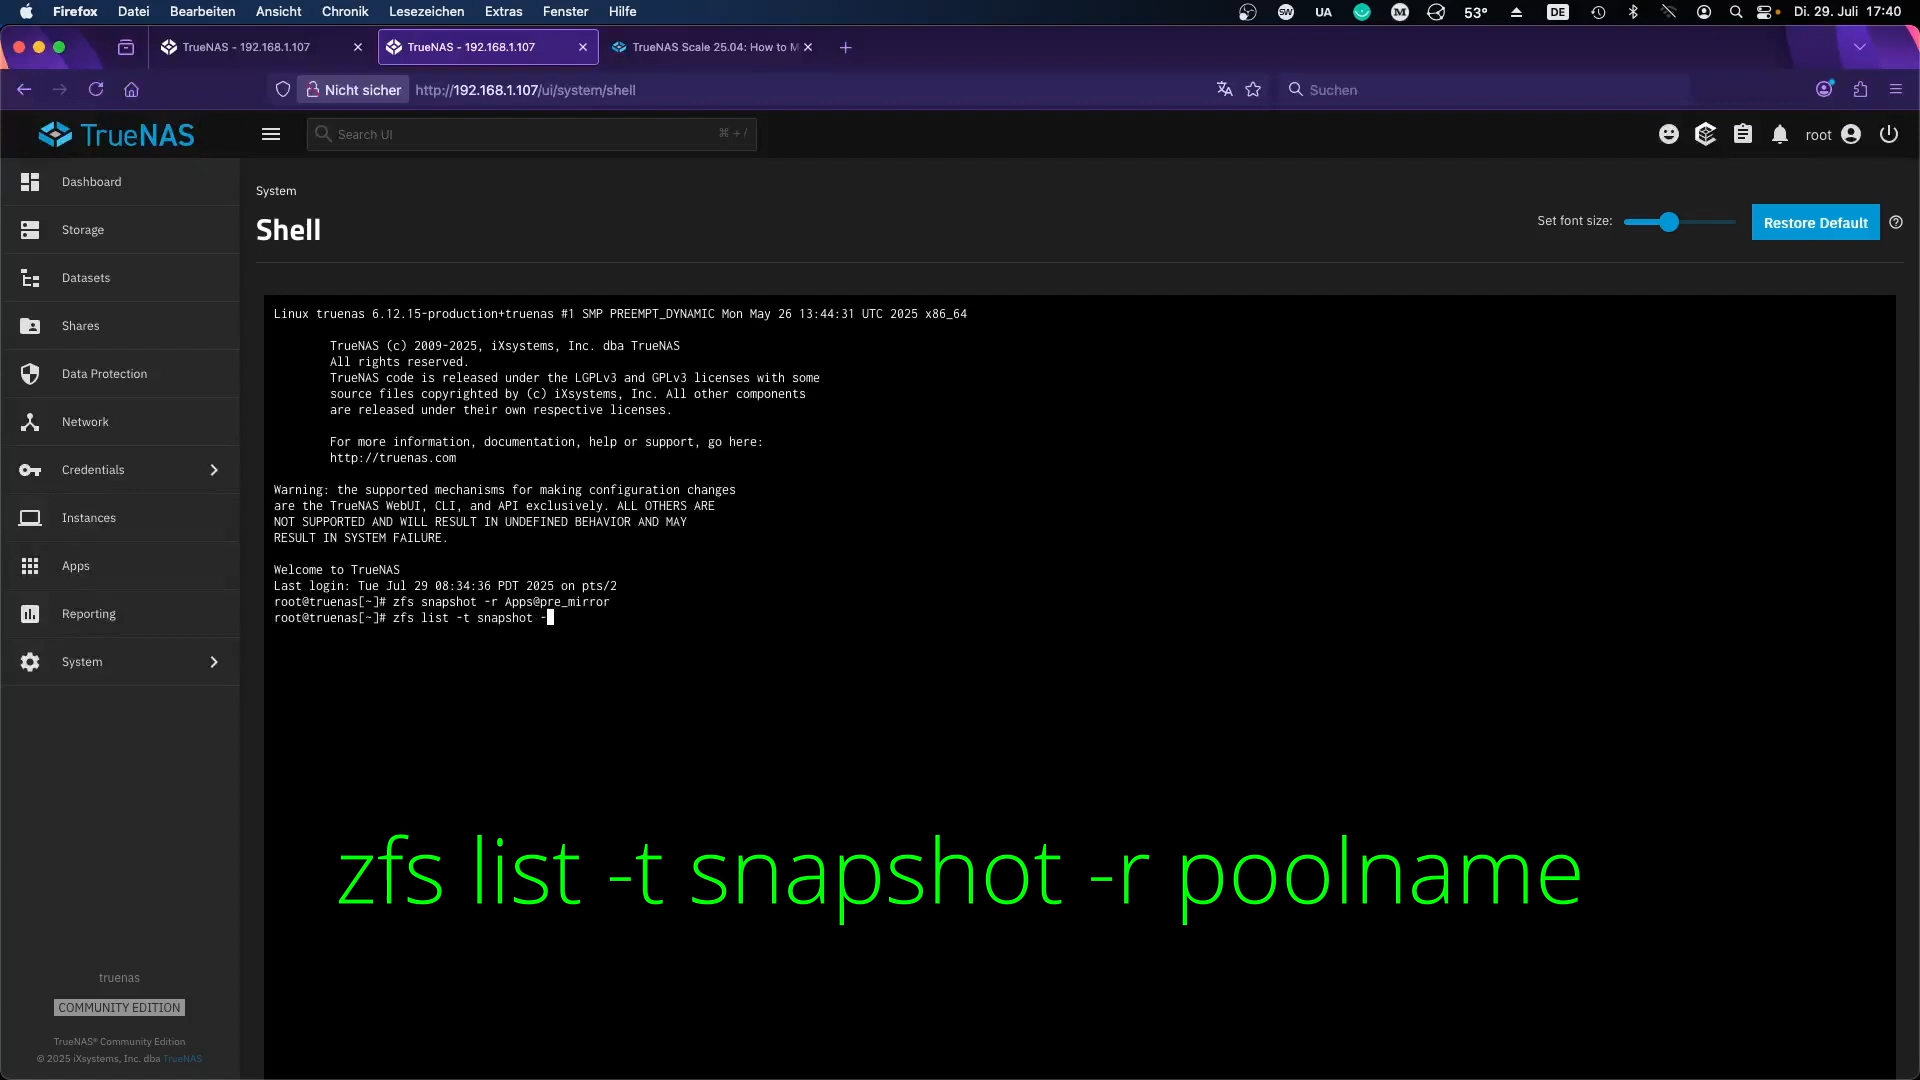 Firefox Datei Bearbeiten Ansicht Chronik Lesezeichen Extras Fenster Hilfe SW UA M 53° DE Di. 29. Juli 17:40
TrueNAS - 192.168.1.107 TrueNAS - 192.168.1.107 TrueNAS Scale 25.04: How to M
Nicht sicher http://192.168.1.107/ui/system/shell Suchen
TrueNAS Search UI ⌘ + / root
Dashboard
Storage
Datasets
Shares
Data Protection
Network
Credentials
Instances
Apps
Reporting
System
truenas
COMMUNITY EDITION
TrueNAS® Community Edition
© 2025 iXsystems, Inc. dba TrueNAS
System
Shell
Set font size: Restore Default
Linux truenas 6.12.15-production+truenas #1 SMP PREEMPT_DYNAMIC Mon May 26 13:44:31 UTC 2025 x86_64
TrueNAS (c) 2009-2025, iXsystems, Inc. dba TrueNAS
All rights reserved.
TrueNAS code is released under the LGPLv3 and GPLv3 licenses with some
source files copyrighted by (c) iXsystems, Inc. All other components
are released under their own respective licenses.
For more information, documentation, help or support, go here:
http://truenas.com
Warning: the supported mechanisms for making configuration changes
are the TrueNAS WebUI, CLI, and API exclusively. ALL OTHERS ARE
NOT SUPPORTED AND WILL RESULT IN UNDEFINED BEHAVIOR AND MAY
RESULT IN SYSTEM FAILURE.
Welcome to TrueNAS
Last login: Tue Jul 29 08:34:36 PDT 2025 on pts/2
root@truenas[~]# zfs snapshot -r Apps@pre_mirror
root@truenas[~]# zfs list -t snapshot -
zfs list -t snapshot -r poolname